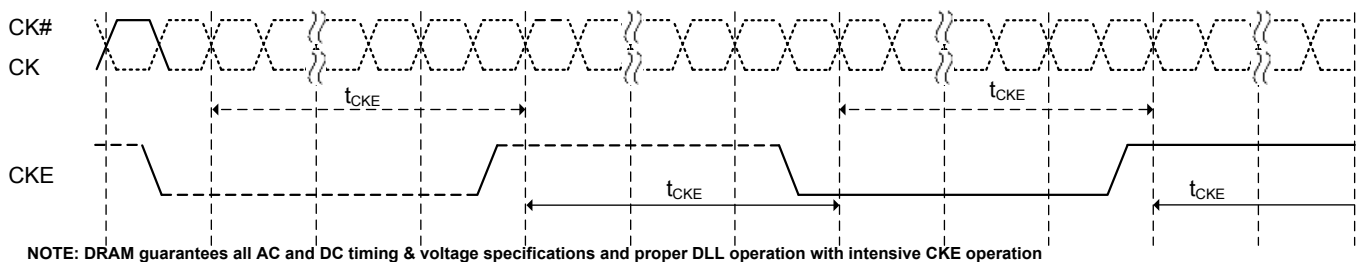 CK#
CK
tCKE
tCKE
CKE
tCKE
tCKE
NOTE: DRAM guarantees all AC and DC timing & voltage specifications and proper DLL operation with intensive CKE operation